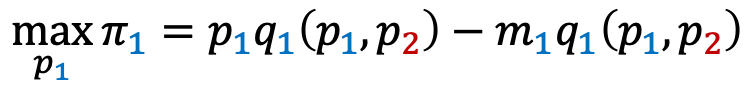 max π₁ = p₁q₁(p₁,p₂) − m₁q₁(p₁,p₂)
p₁